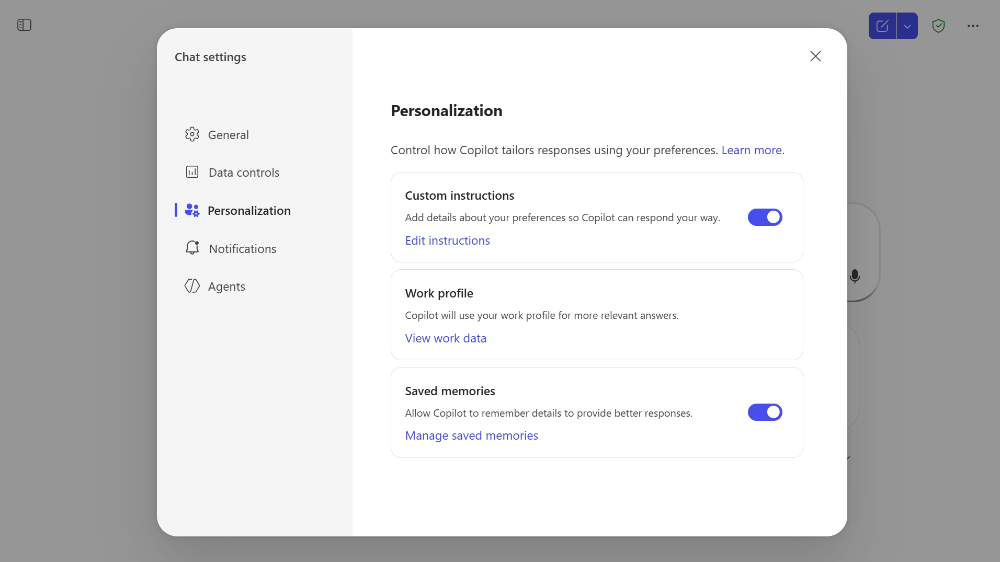 Chat settings
General
Data controls
Personalization
Notifications
Agents
Personalization
Control how Copilot tailors responses using your preferences. Learn more.
Custom instructions
Add details about your preferences so Copilot can respond your way.
Edit instructions
Work profile
Copilot will use your work profile for more relevant answers.
View work data
Saved memories
Allow Copilot to remember details to provide better responses.
Manage saved memories